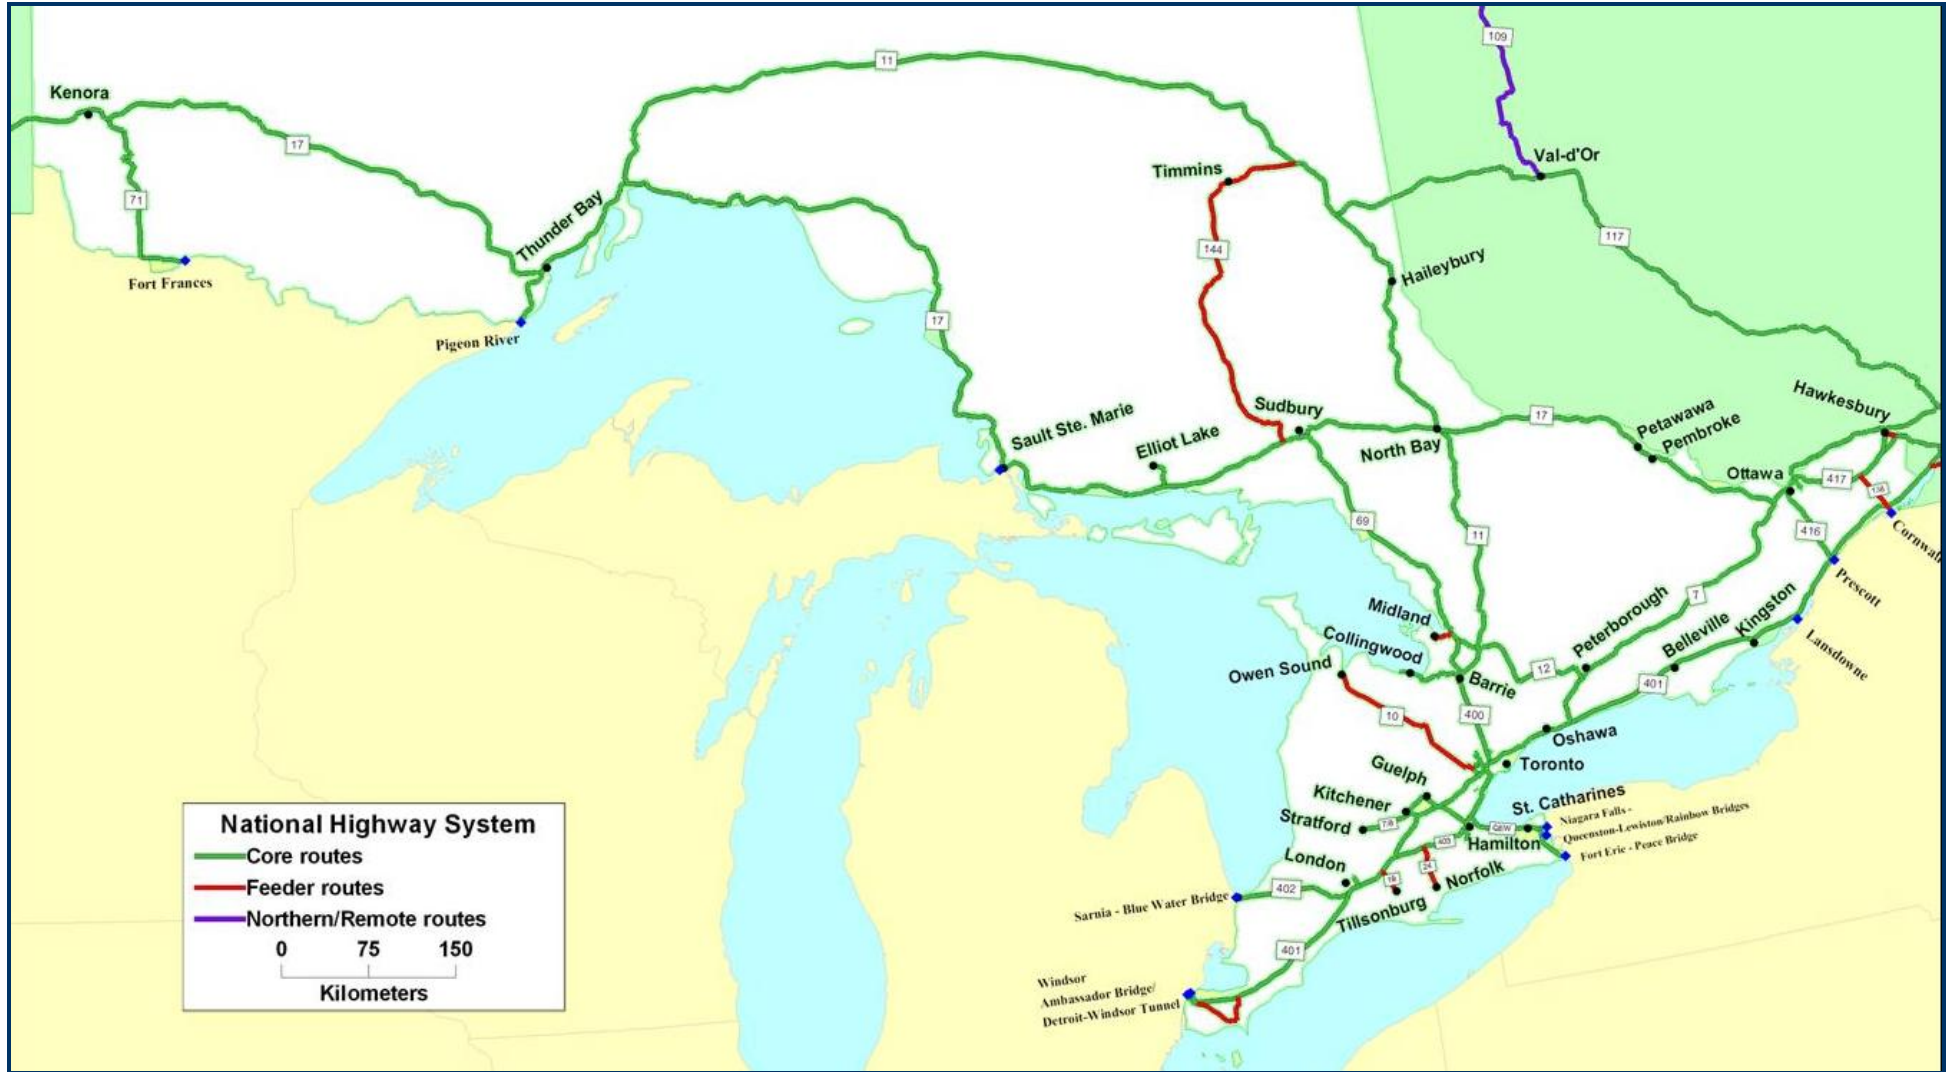 109
11
Kenora
17
Val-d'Or
Timmins
71
Thunder Bay
117
144
Haileybury
Fort Frances
17
Pigeon River
Hawkesbury
Sudbury
17
Petawawa
Pembroke
Sault Ste. Marie
Elliot Lake
North Bay
Ottawa
417
138
69
11
416
Cornwall
Prescott
7
Midland
Kingston
Peterborough
Belleville
Collingwood
Lansdowne
Owen Sound
12
Barrie
401
10
400
Oshawa
Guelph
Toronto
Kitchener
St. Catharines
Niagara Falls -
Queenston-Lewiston/Rainbow Bridges
Stratford
7/8
QEW
403
Hamilton
Fort Erie - Peace Bridge
London
24
Norfolk
19
402
Sarnia - Blue Water Bridge
Tillsonburg
401
Windsor
Ambassador Bridge/
Detroit-Windsor Tunnel
National Highway System
Core routes
Feeder routes
Northern/Remote routes
0 75 150
Kilometers